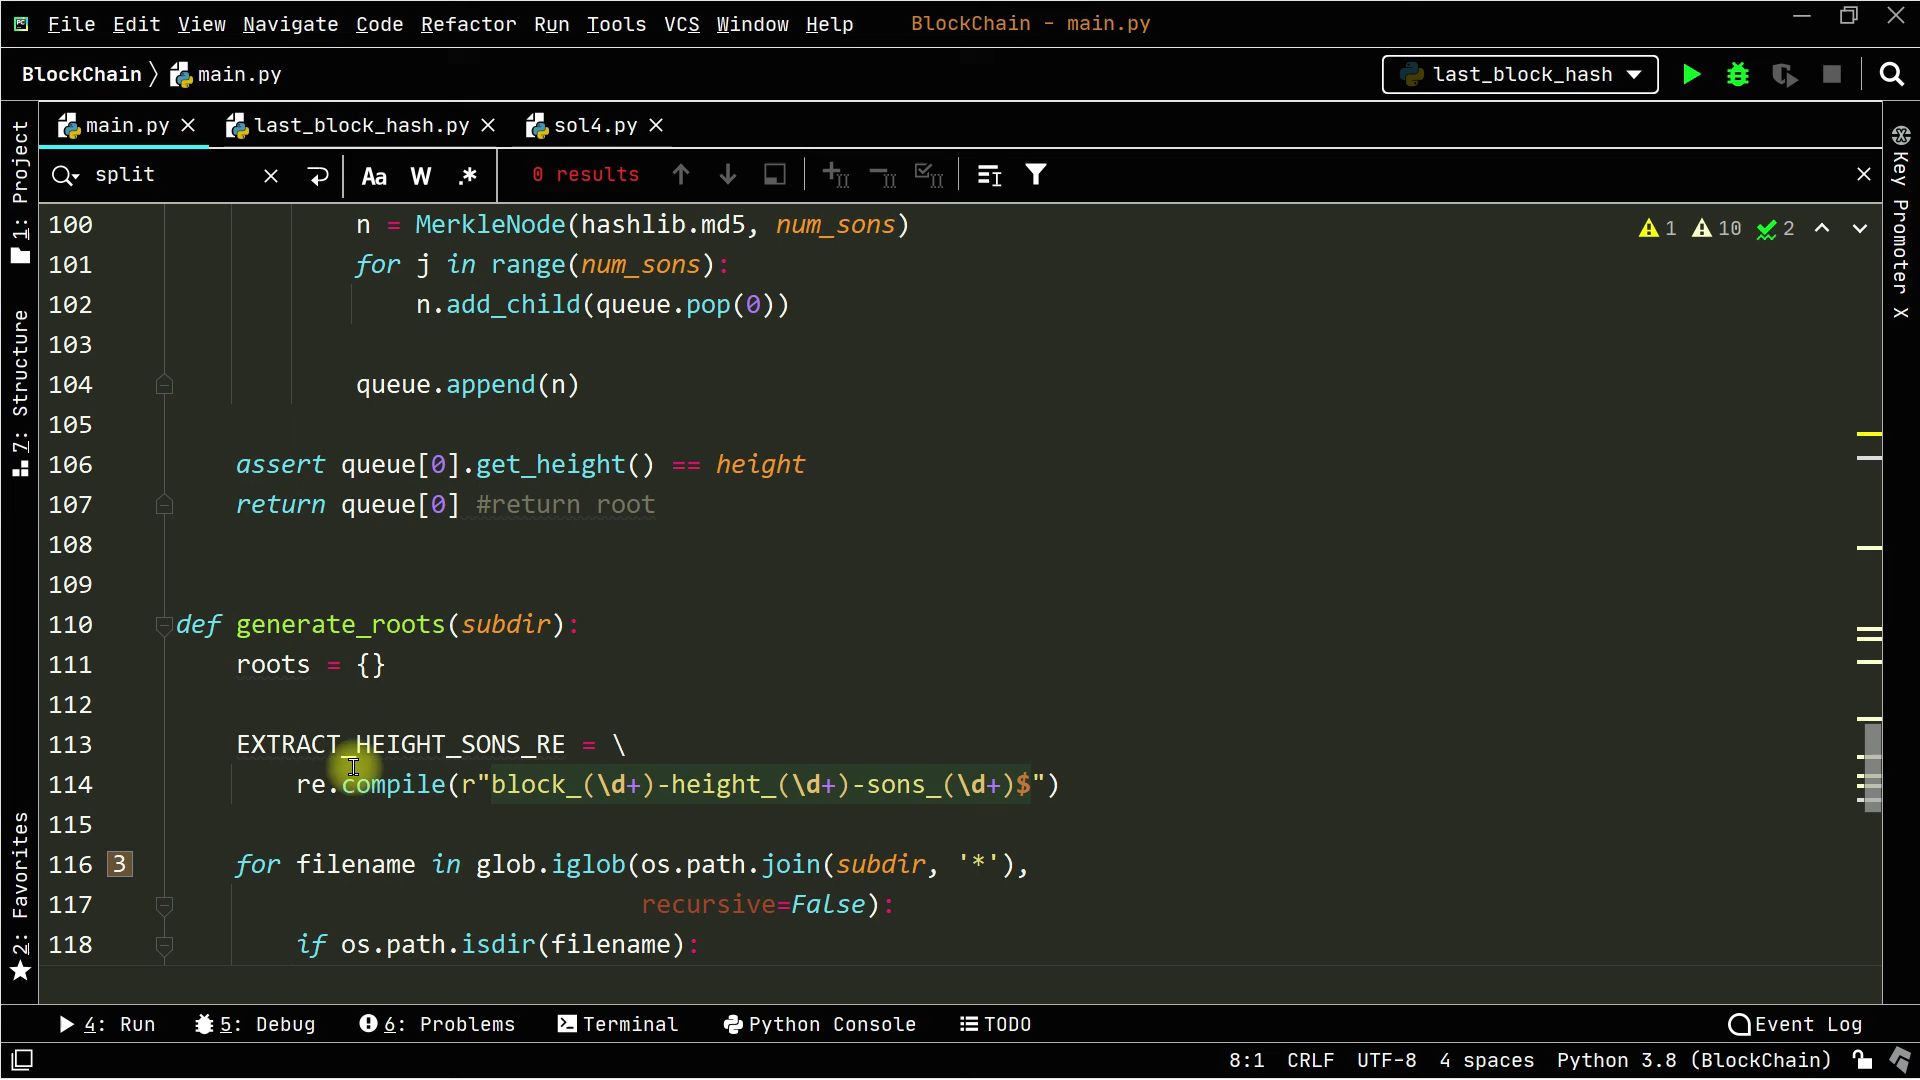 File Edit View Navigate Code Refactor Run Tools VCS Window Help BlockChain - main.py
BlockChain main.py last_block_hash
main.py last_block_hash.py sol4.py
split Aa W .* 0 results
100 n = MerkleNode(hashlib.md5, num_sons) 1 10 2
101 for j in range(num_sons):
102 n.add_child(queue.pop(0))
103
104 queue.append(n)
105
106 assert queue[0].get_height() == height
107 return queue[0] #return root
108
109
110 def generate_roots(subdir):
111 roots = {}
112
113 EXTRACT_HEIGHT_SONS_RE = \
114 re.compile(r"block_(\d+)-height_(\d+)-sons_(\d+)$")
115
116 3 for filename in glob.iglob(os.path.join(subdir, '*'),
117 recursive=False):
118 if os.path.isdir(filename):
1: Project
7: Structure
2: Favorites
Key Promoter X
4: Run 5: Debug 6: Problems Terminal Python Console TODO Event Log
8:1 CRLF UTF-8 4 spaces Python 3.8 (BlockChain)